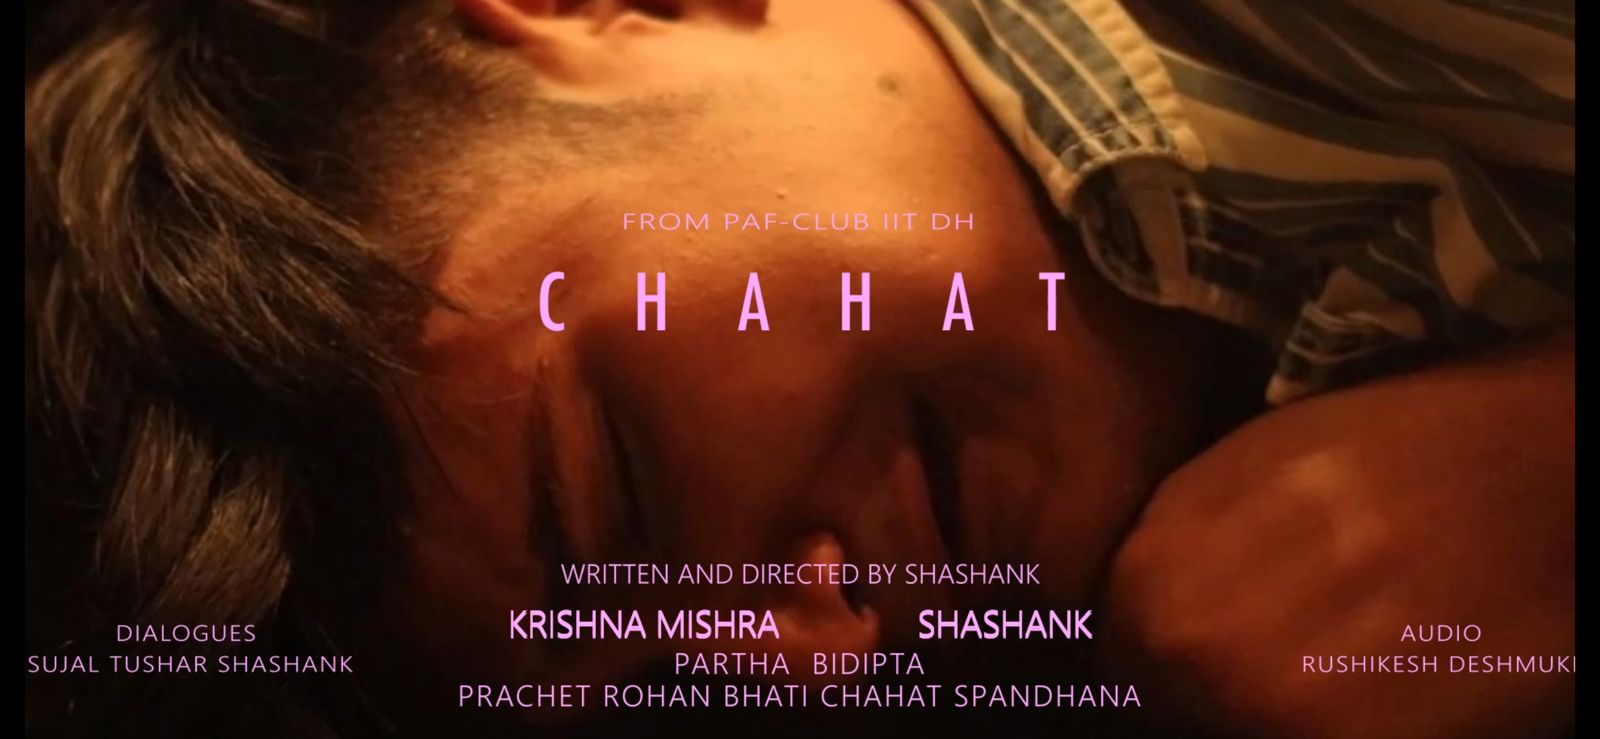 FROM PAF-CLUB IIT DH
CHAHAT
WRITTEN AND DIRECTED BY SHASHANK
KRISHNA MISHRA SHASHANK
PARTHA BIDIPTA
PRACHET ROHAN BHATI CHAHAT SPANDHANA
DIALOGUES
SUJAL TUSHAR SHASHANK
AUDIO
RUSHIKESH